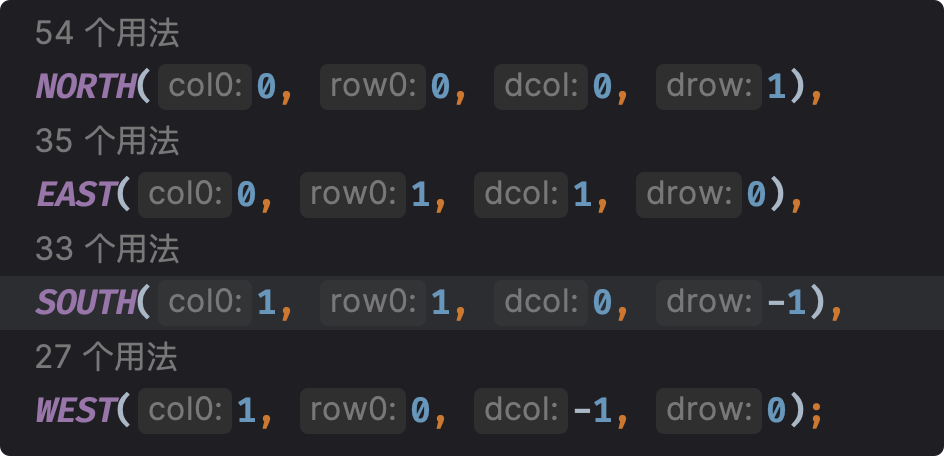 54 个用法
NORTH( col0: 0, row0: 0, dcol: 0, drow: 1),
35 个用法
EAST( col0: 0, row0: 1, dcol: 1, drow: 0),
33 个用法
SOUTH( col0: 1, row0: 1, dcol: 0, drow: -1),
27 个用法
WEST( col0: 1, row0: 0, dcol: -1, drow: 0);